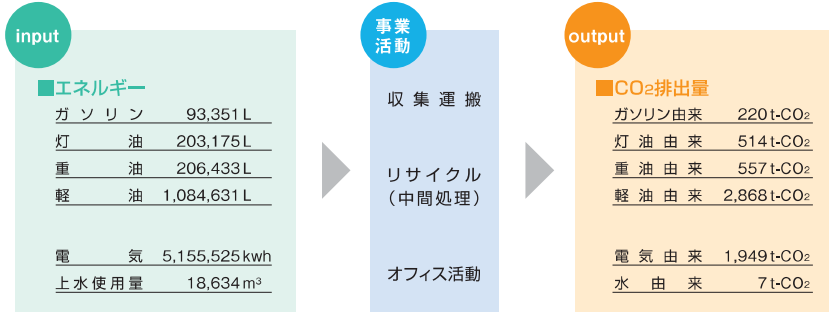 input
■エネルギー
ガソリン 93,351L
灯油 203,175L
重油 206,433L
軽油 1,084,631L
電気 5,155,525kwh
上水使用量 18,634m³
事業
活動
収集運搬
リサイクル
(中間処理)
オフィス活動
output
■CO₂排出量
ガソリン由来 220t-CO₂
灯油由来 514t-CO₂
重油由来 557t-CO₂
軽油由来 2,868t-CO₂
電気由来 1,949t-CO₂
水由来 7t-CO₂